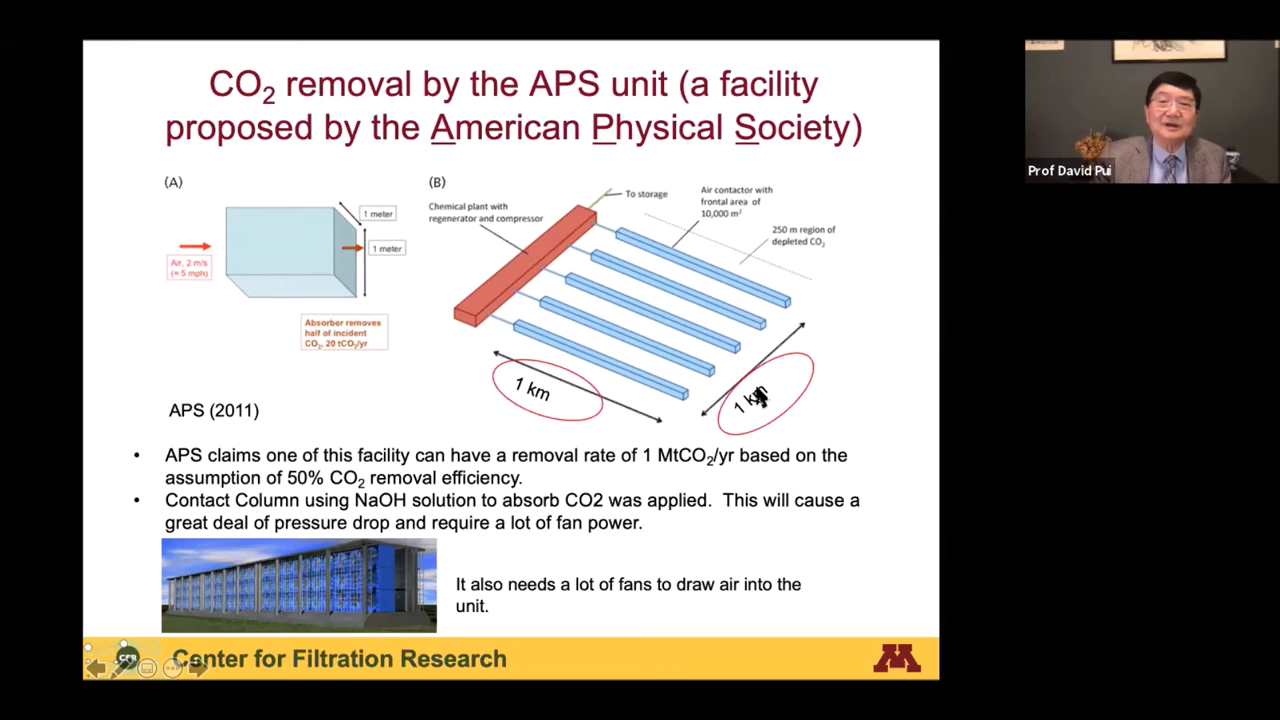 CO2 removal by the APS unit (a facility
proposed by the American Physical Society)
(A)
1 meter
1 meter
Air, 2 m/s
(≈ 5 mph)
Absorber removes
half of incident
CO2, 20 tCO2/yr
(B)
Chemical plant with
regenerator and compressor
To storage
Air contactor with
frontal area of
10,000 m2
250 m region of
depleted CO2
1 km
1 km
APS (2011)
• APS claims one of this facility can have a removal rate of 1 MtCO2/yr based on the
assumption of 50% CO2 removal efficiency.
• Contact Column using NaOH solution to absorb CO2 was applied. This will cause a
great deal of pressure drop and require a lot of fan power.
It also needs a lot of fans to draw air into the
unit.
CFR
Center for Filtration Research
M
Prof David Pui